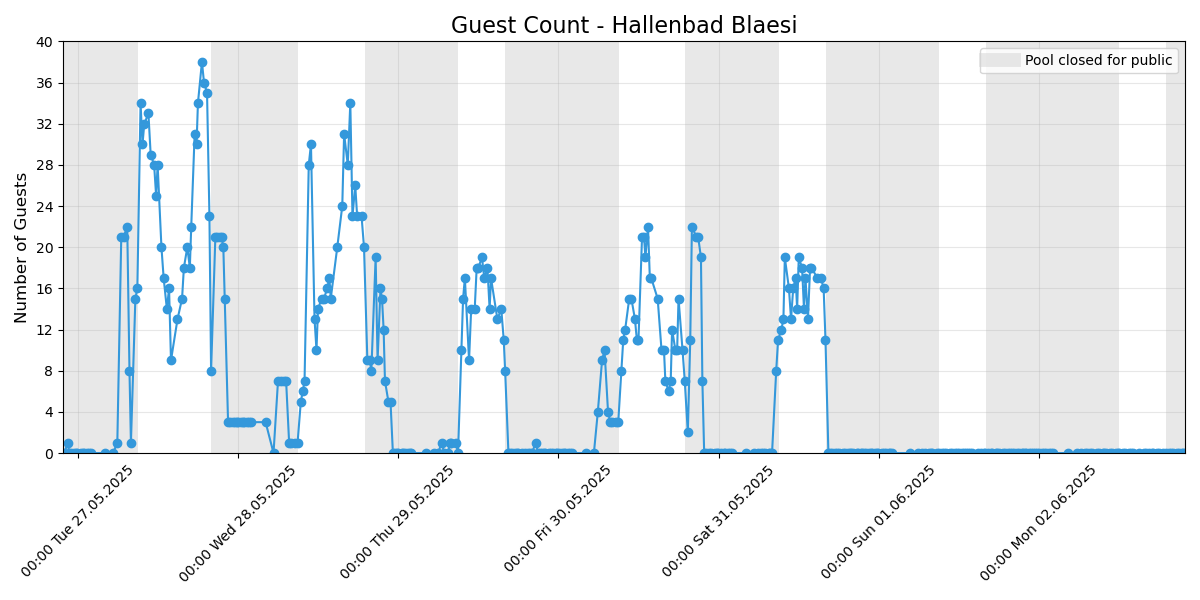 Guest Count - Hallenbad Blaesi
Pool closed for public
Number of Guests
40
36
32
28
24
20
16
12
8
4
0
00:00 Tue 27.05.2025
00:00 Wed 28.05.2025
00:00 Thu 29.05.2025
00:00 Fri 30.05.2025
00:00 Sat 31.05.2025
00:00 Sun 01.06.2025
00:00 Mon 02.06.2025